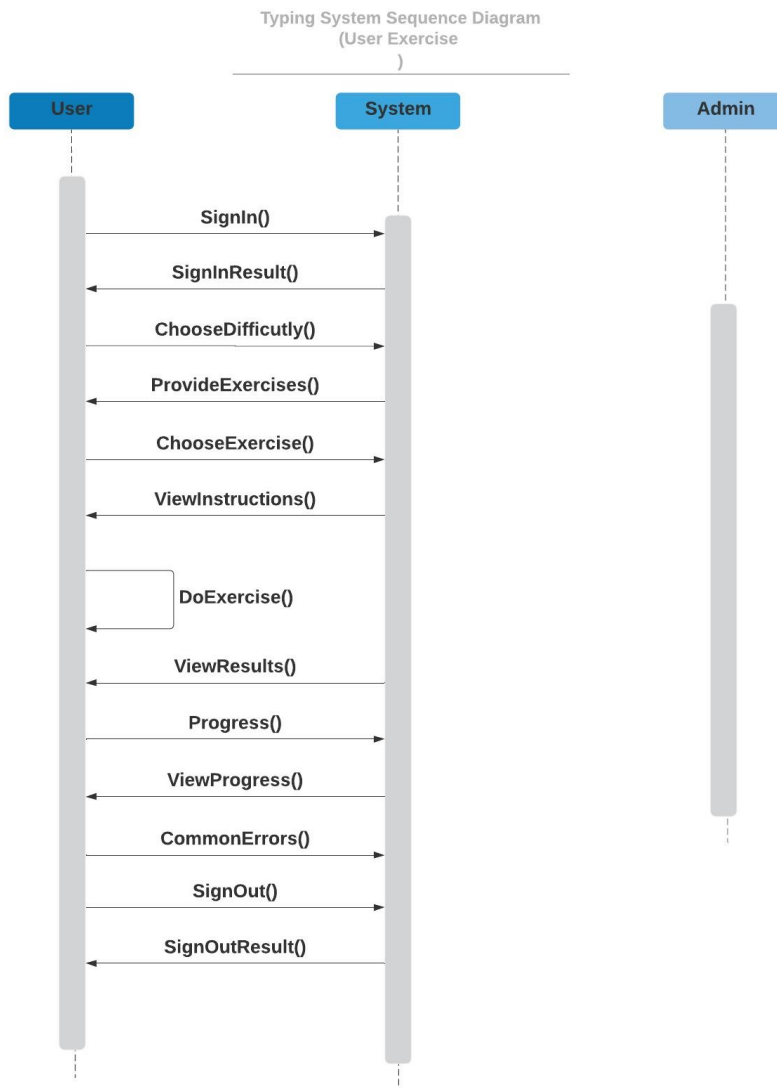 Typing System Sequence Diagram
(User Exercise
)
User
System
Admin
SignIn()
SignInResult()
ChooseDifficutly()
ProvideExercises()
ChooseExercise()
ViewInstructions()
DoExercise()
ViewResults()
Progress()
ViewProgress()
CommonErrors()
SignOut()
SignOutResult()